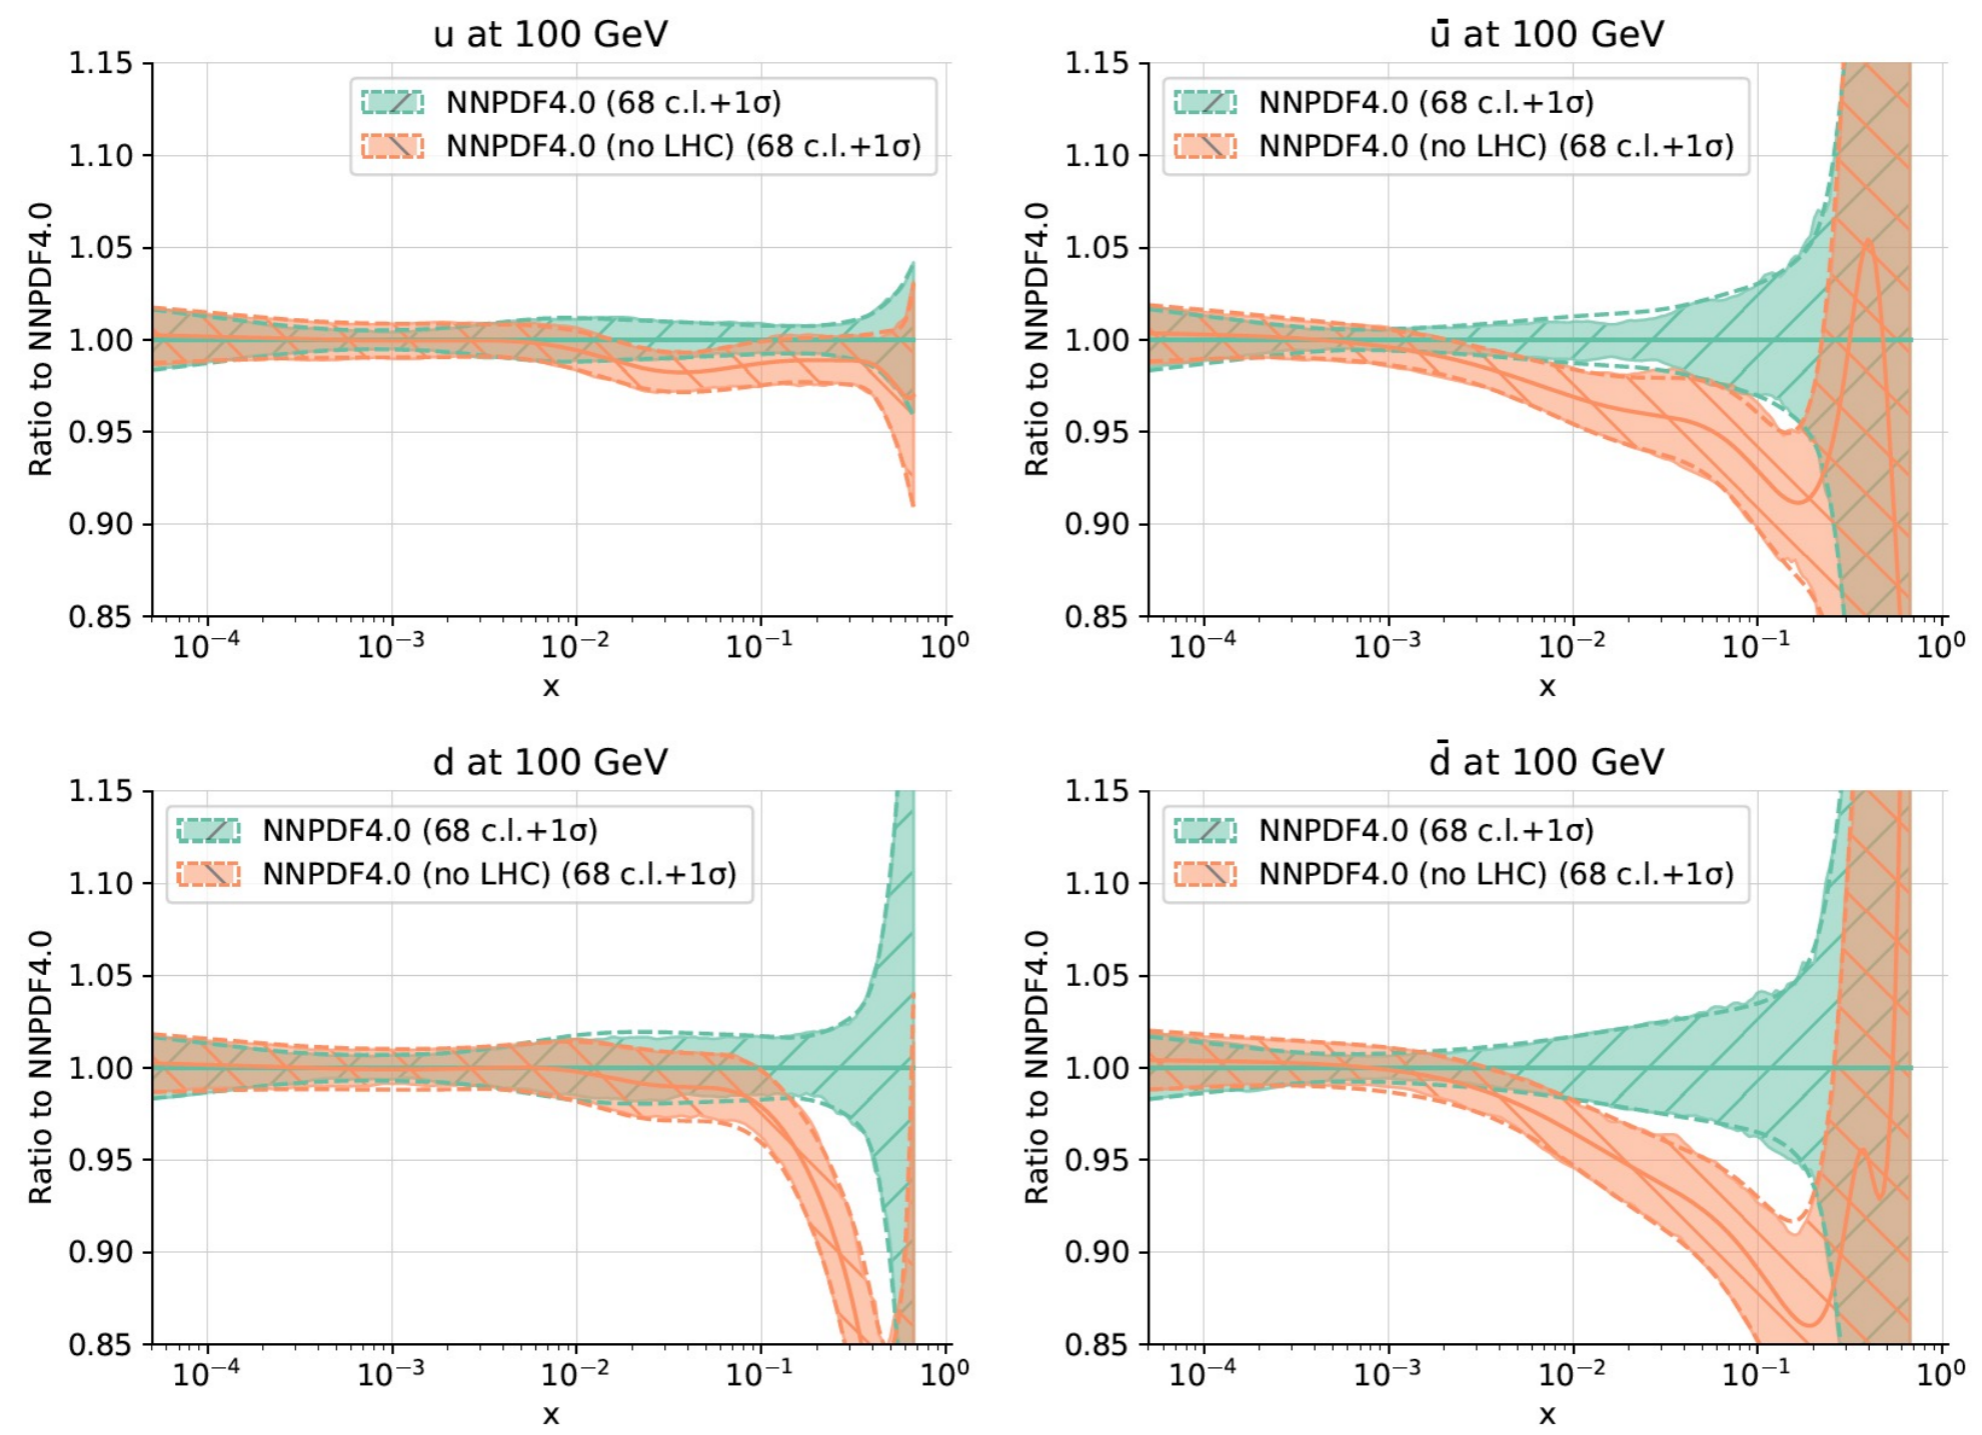 u at 100 GeV
NNPDF4.0 (68 c.l.+1σ)
NNPDF4.0 (no LHC) (68 c.l.+1σ)
Ratio to NNPDF4.0
1.15
1.10
1.05
1.00
0.95
0.90
0.85
10⁻⁴ 10⁻³ 10⁻² 10⁻¹ 10⁰
x
ū at 100 GeV
NNPDF4.0 (68 c.l.+1σ)
NNPDF4.0 (no LHC) (68 c.l.+1σ)
Ratio to NNPDF4.0
1.15
1.10
1.05
1.00
0.95
0.90
0.85
10⁻⁴ 10⁻³ 10⁻² 10⁻¹ 10⁰
x
d at 100 GeV
NNPDF4.0 (68 c.l.+1σ)
NNPDF4.0 (no LHC) (68 c.l.+1σ)
Ratio to NNPDF4.0
1.15
1.10
1.05
1.00
0.95
0.90
0.85
10⁻⁴ 10⁻³ 10⁻² 10⁻¹ 10⁰
x
d̄ at 100 GeV
NNPDF4.0 (68 c.l.+1σ)
NNPDF4.0 (no LHC) (68 c.l.+1σ)
Ratio to NNPDF4.0
1.15
1.10
1.05
1.00
0.95
0.90
0.85
10⁻⁴ 10⁻³ 10⁻² 10⁻¹ 10⁰
x